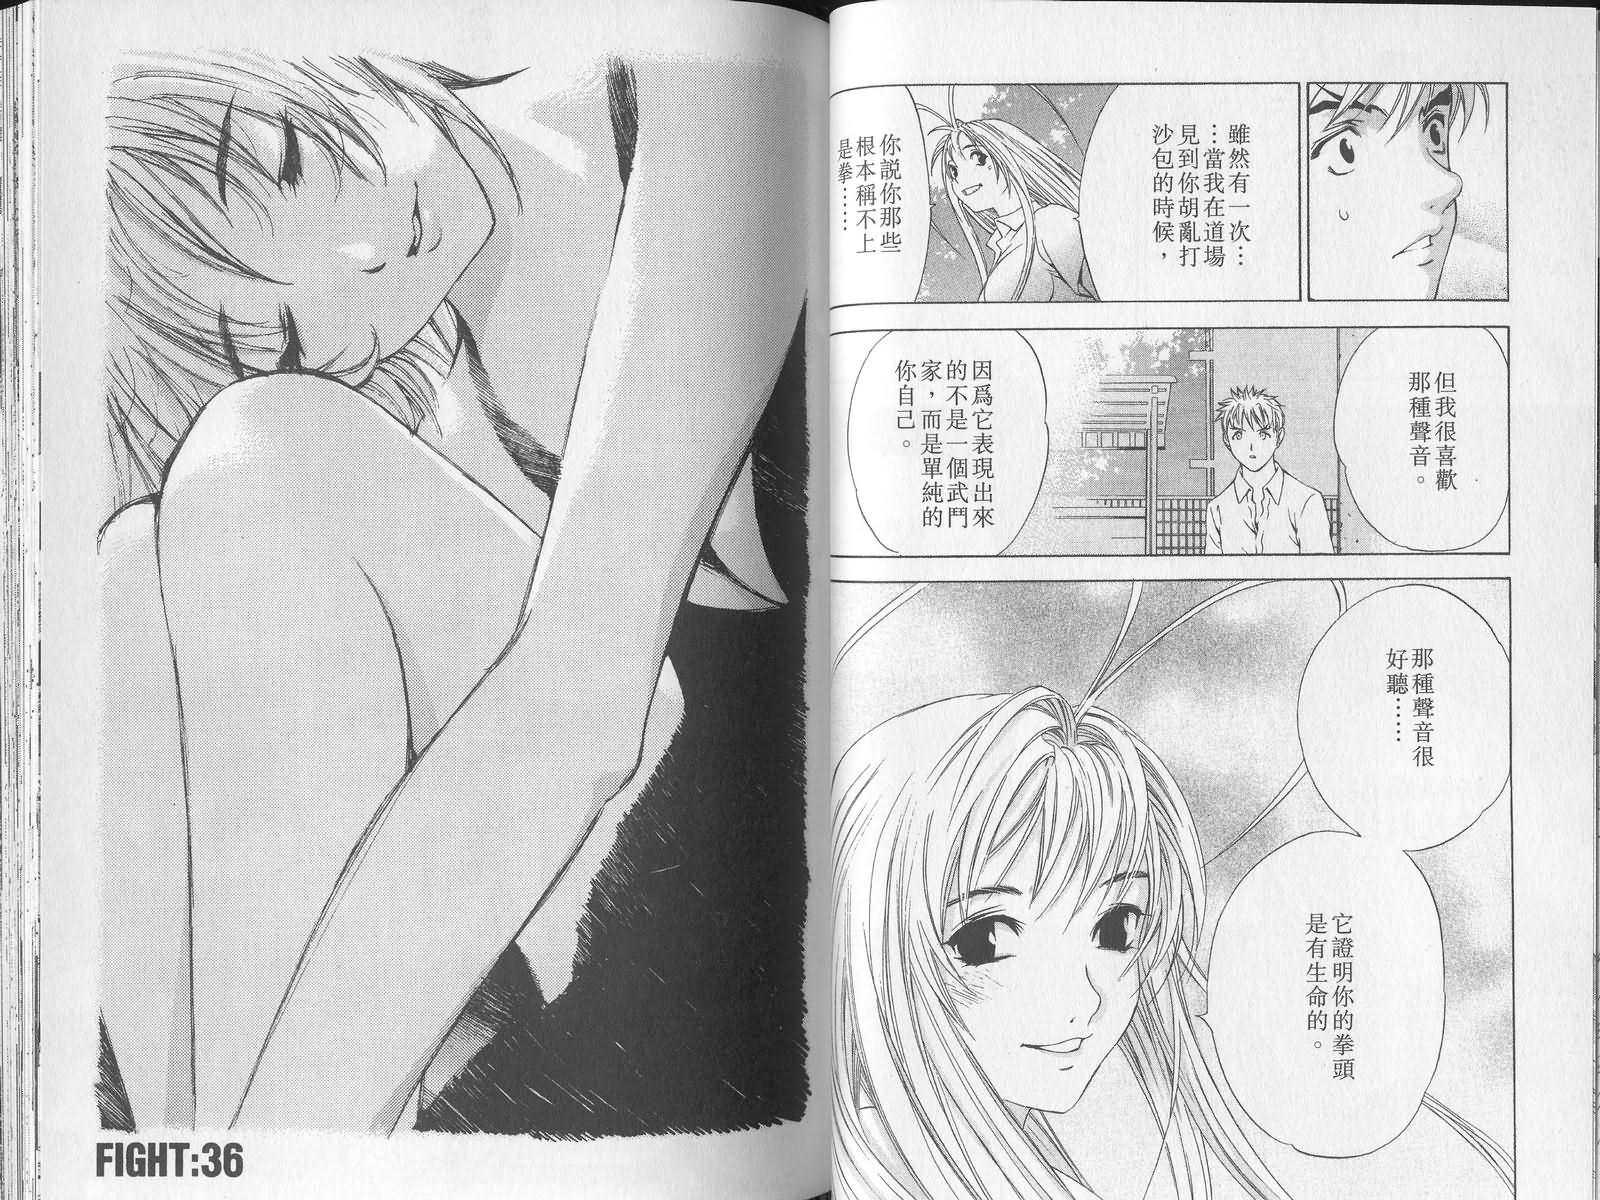 雖然有一次…
…當我在道場
見到你胡亂打
沙包的時候，
你說你那些
根本稱不上
是拳……
但我很喜歡
那種聲音。
因爲它表現出來
的不是一個武鬥
家，而是單純的
你自己。
那種聲音很
好聽……
它證明你的拳頭
是有生命的。
FIGHT:36